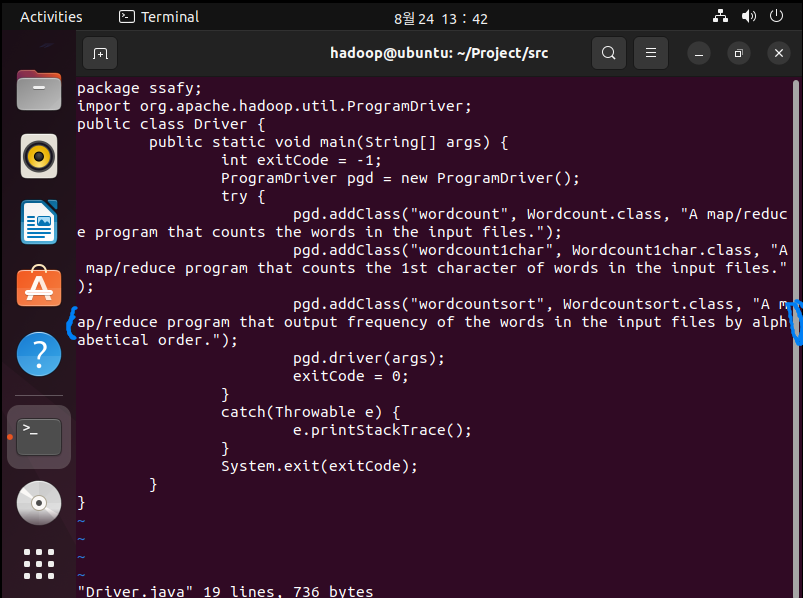 Activities
Terminal
8월 24 13 : 42
hadoop@ubuntu: ~/Project/src
package ssafy;
import org.apache.hadoop.util.ProgramDriver;
public class Driver {
        public static void main(String[] args) {
                int exitCode = -1;
                ProgramDriver pgd = new ProgramDriver();
                try {
                        pgd.addClass("wordcount", Wordcount.class, "A map/reduc
e program that counts the words in the input files.");
                        pgd.addClass("wordcount1char", Wordcount1char.class, "A
 map/reduce program that counts the 1st character of words in the input files."
);
                        pgd.addClass("wordcountsort", Wordcountsort.class, "A m
ap/reduce program that output frequency of the words in the input files by alph
abetical order.");
                        pgd.driver(args);
                        exitCode = 0;
                }
                catch(Throwable e) {
                        e.printStackTrace();
                }
                System.exit(exitCode);
        }
}
~
~
~
~
"Driver.java" 19 lines, 736 bytes